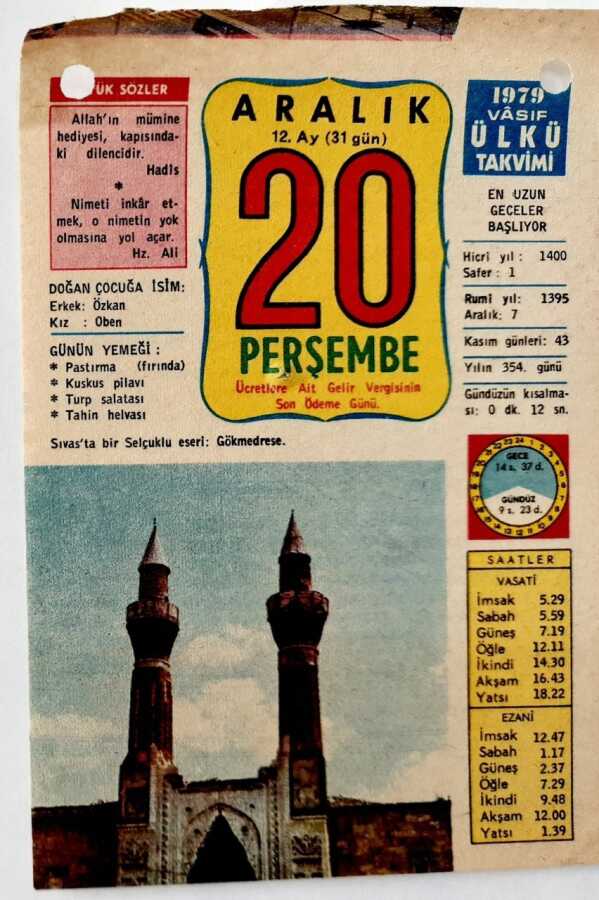 ÜK SÖZLER
Allah'ın mümine
hediyesi, kapısında-
ki dilencidir.
Hadis
*
Nimeti inkâr et-
mek, o nimetin yok
olmasına yol açar.
Hz. Ali
DOĞAN ÇOCUĞA İSİM:
Erkek: Özkan
Kız : Oben
GÜNÜN YEMEĞİ :
* Pastırma (fırında)
* Kuskus pilavı
* Turp salatası
* Tahin helvası
ARALIK
12. Ay (31 gün)
20
PERŞEMBE
Ücretlere Ait Gelir Vergisinin
Son Ödeme Günü.
1979
VÂSIF
ÜLKÜ
TAKVİMİ
EN UZUN
GECELER
BAŞLIYOR
Hicri yıl : 1400
Safer : 1
Rumi yıl: 1395
Aralık: 7
Kasım günleri: 43
Yılın 354. günü
Gündüzün kısalma-
sı: 0 dk. 12 sn.
Sıvas'ta bir Selçuklu eseri: Gökmedrese.
GECE
14 s. 37 d.
GÜNDÜZ
9 s. 23 d.
SAATLER
VASATİ
İmsak 5.29
Sabah 5.59
Güneş 7.19
Öğle 12.11
İkindi 14.30
Akşam 16.43
Yatsı 18.22
EZANİ
İmsak 12.47
Sabah 1.17
Güneş 2.37
Öğle 7.29
İkindi 9.48
Akşam 12.00
Yatsı 1.39